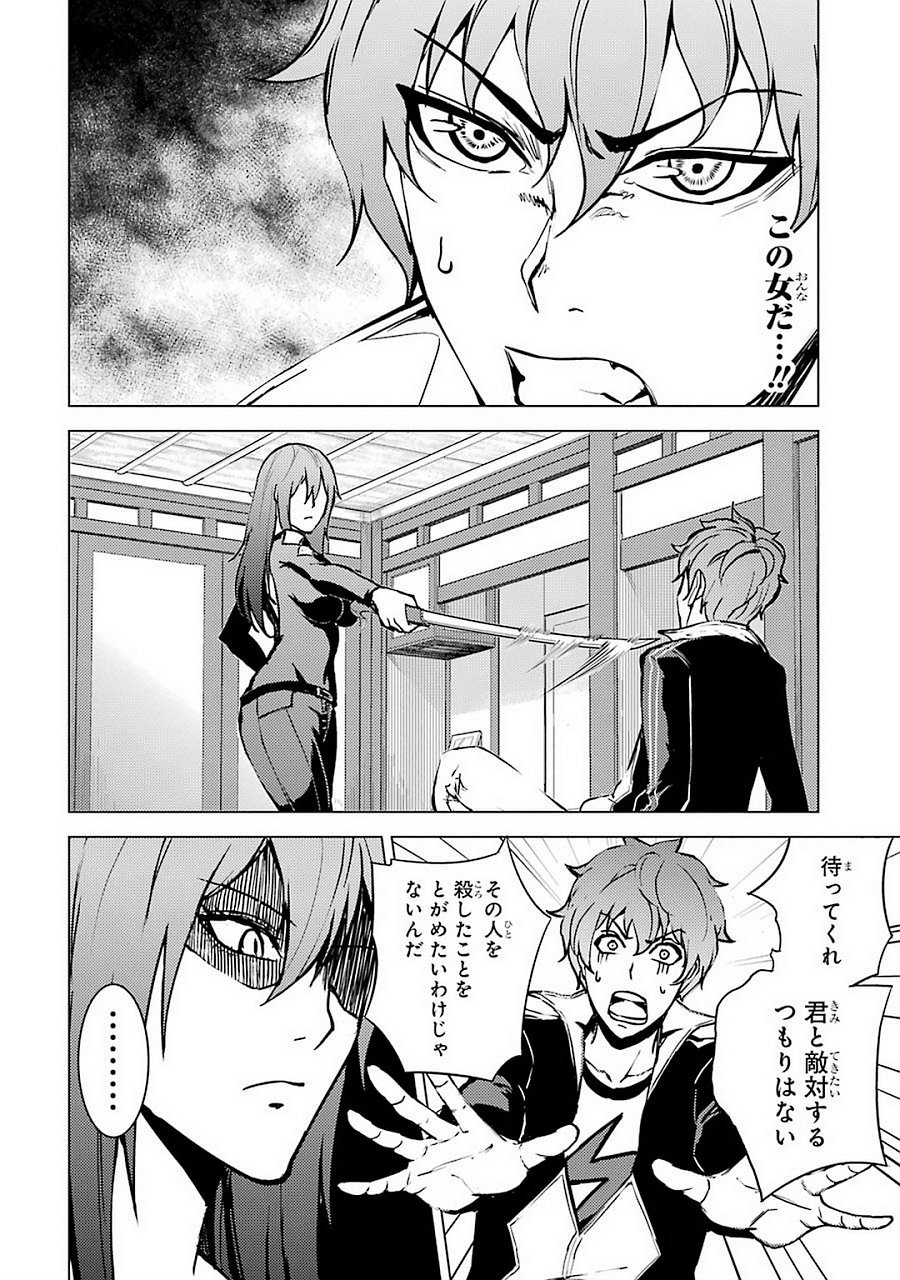 この女だ…!!
待ってくれ
君と敵対する
つもりはない
その人を
殺したことを
とがめたいわけじゃ
ないんだ
………